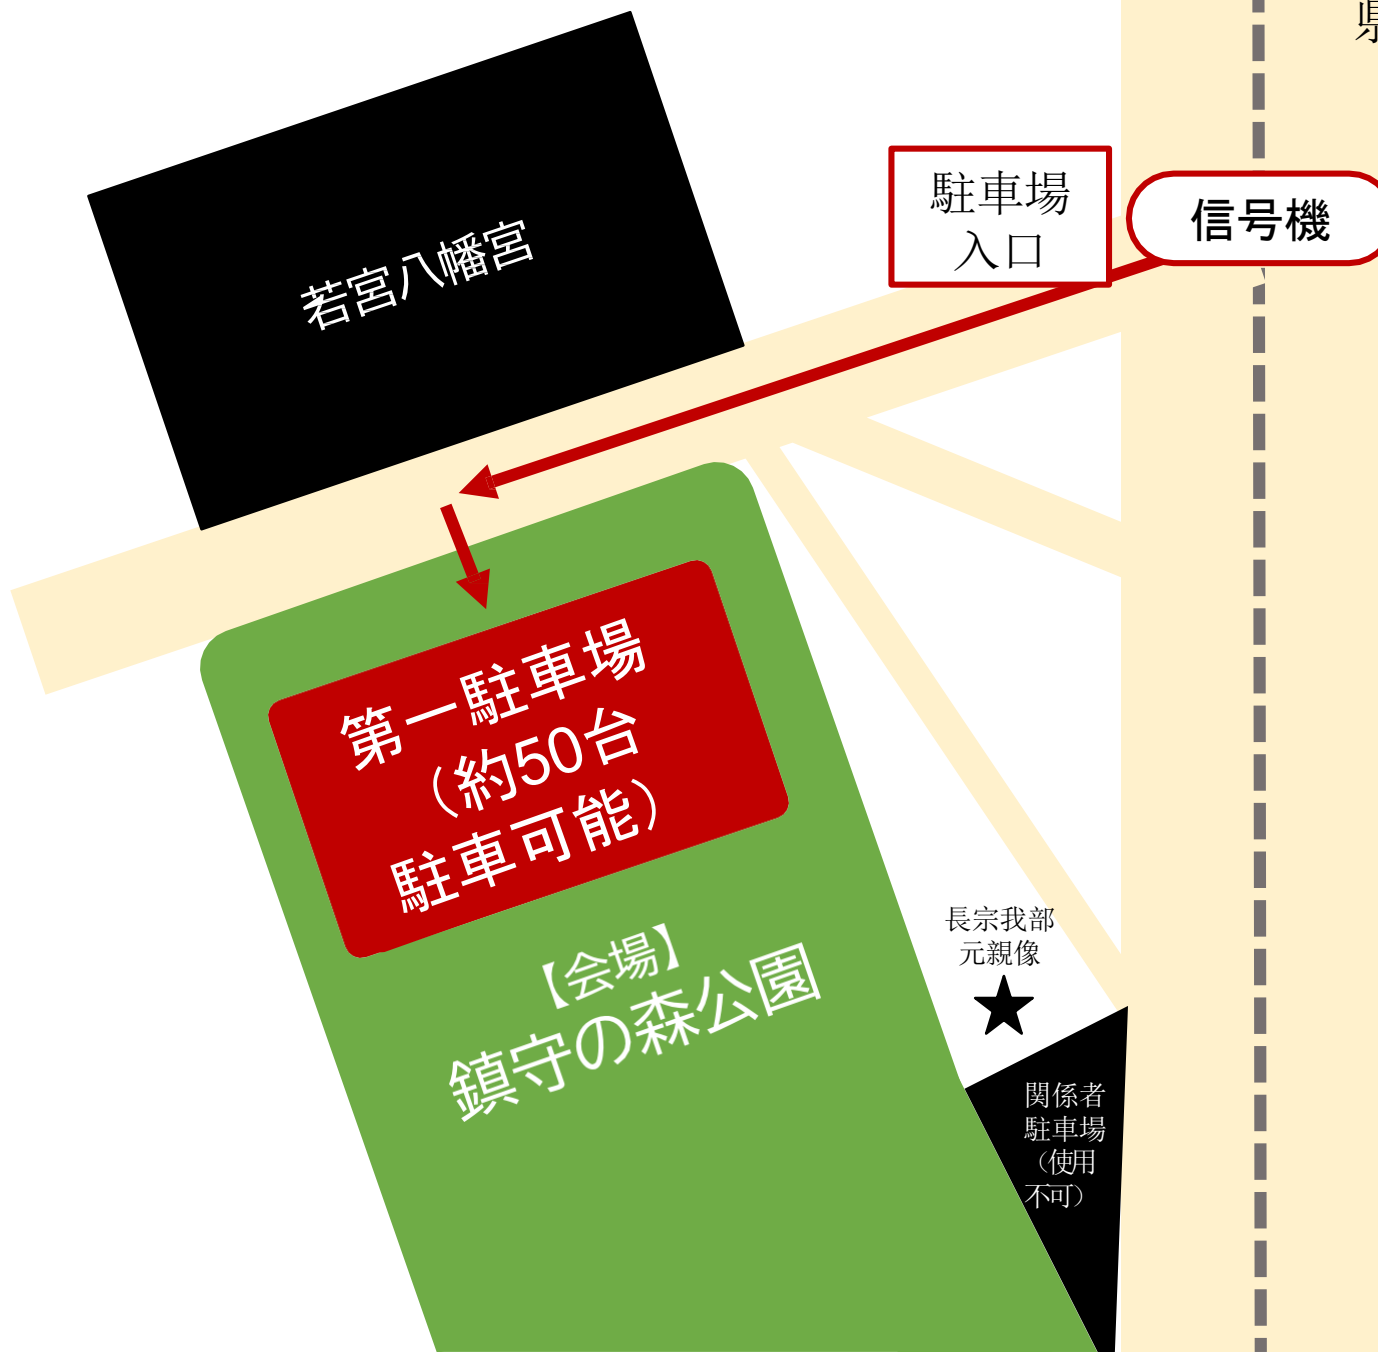 県
駐車場
入口
信号機
若宮八幡宮
第一駐車場
（約50台
駐車可能）
【会場】
鎮守の森公園
長宗我部
元親像
関係者
駐車場
（使用
不可）